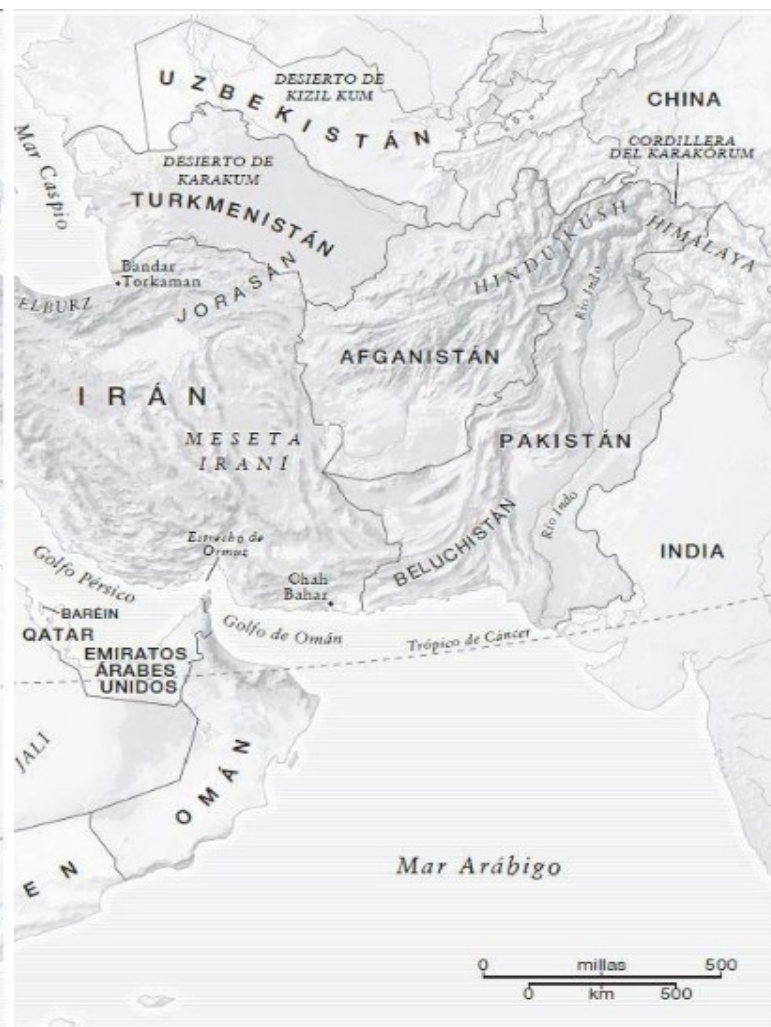 UZBEKISTÁN
DESIERTO DE
KIZIL KUM
CHINA
Mar Caspio
CORDILLERA
DEL KARAKÓRUM
DESIERTO DE
KARAKUM
TURKMENISTÁN
HINDU KUSH
HIMALAYA
Bandar
Torkaman
JORASÁN
ELBURZ
Río Indo
AFGANISTÁN
IRÁN
MESETA
IRANÍ
PAKISTÁN
Río Indo
BELUCHISTÁN
Estrecho de
Ormuz
INDIA
Golfo Pérsico
Chah
Bahar
BARÉIN
QATAR
Golfo de Omán
Trópico de Cáncer
EMIRATOS
ÁRABES
UNIDOS
JALI
OMÁN
EN
Mar Arábigo
0 millas 500
0 km 500